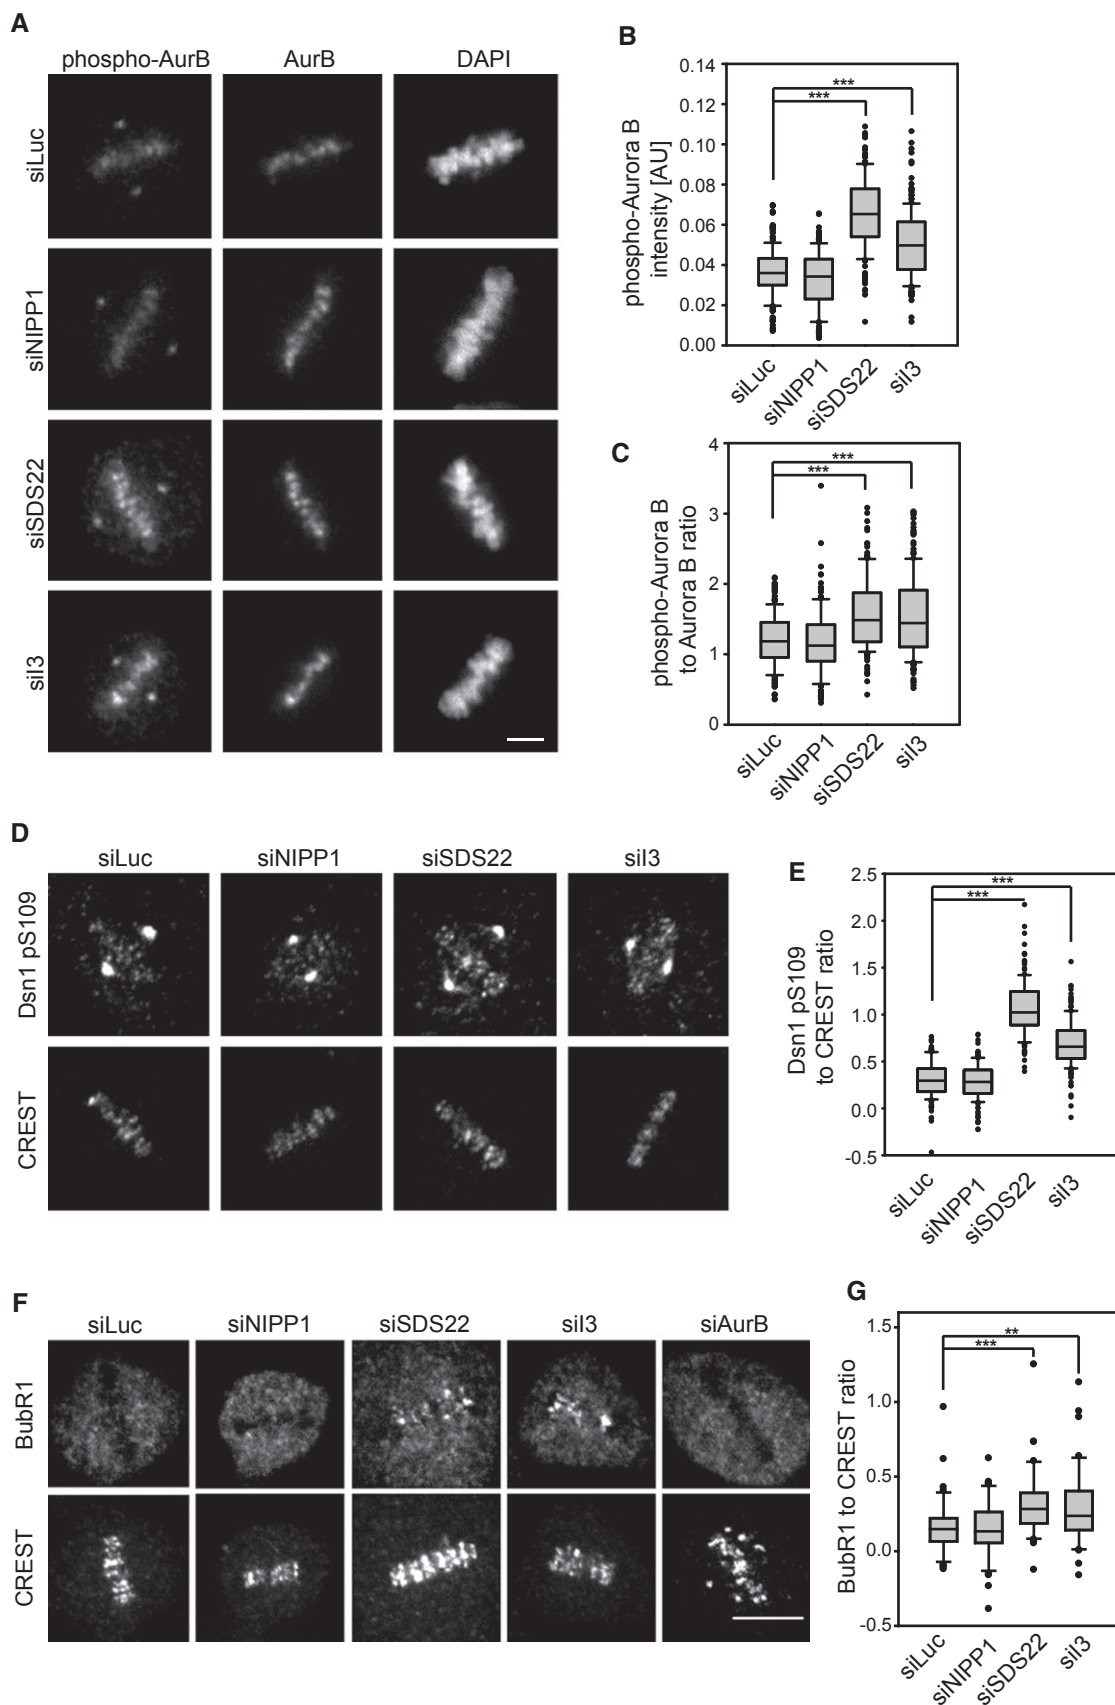 A
phospho-AurB AurB DAPI
siLuc
siNIPP1
siSDS22
siI3
B
phospho-Aurora B
intensity [AU]
0.14
0.12
0.10
0.08
0.06
0.04
0.02
0.00
***
***
siLuc siNIPP1 siSDS22 siI3
C
phospho-Aurora B
to Aurora B ratio
4
3
2
1
0
***
***
siLuc siNIPP1 siSDS22 siI3
D
siLuc siNIPP1 siSDS22 siI3
Dsn1 pS109
CREST
E
Dsn1 pS109
to CREST ratio
2.5
2.0
1.5
1.0
0.5
0.0
-0.5
***
***
siLuc siNIPP1 siSDS22 siI3
F
siLuc siNIPP1 siSDS22 siI3 siAurB
BubR1
CREST
G
BubR1 to CREST ratio
1.5
1.0
0.5
0.0
-0.5
**
***
siLuc siNIPP1 siSDS22 siI3